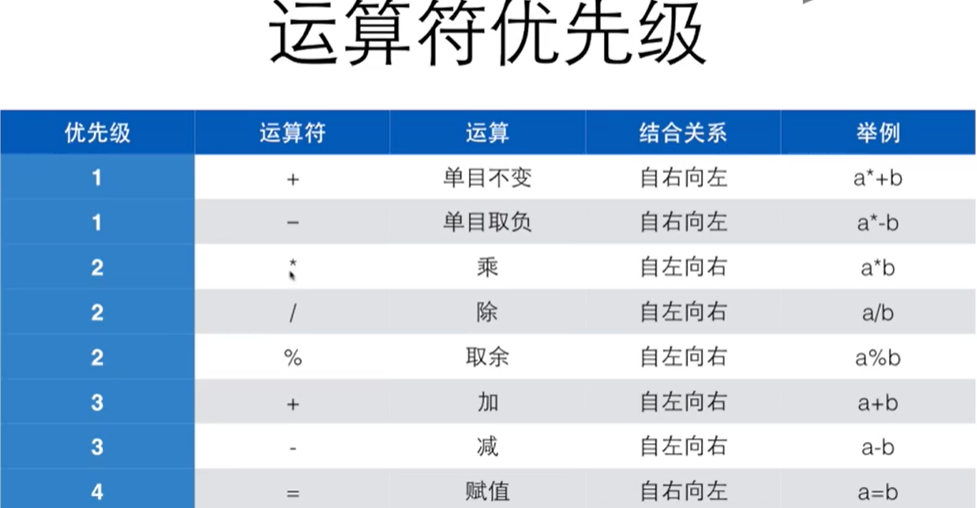 运算符优先级
优先级 运算符 运算 结合关系 举例
1 + 单目不变 自右向左 a*+b
1 − 单目取负 自右向左 a*-b
2 * 乘 自左向右 a*b
2 / 除 自左向右 a/b
2 % 取余 自左向右 a%b
3 + 加 自左向右 a+b
3 - 减 自左向右 a-b
4 = 赋值 自右向左 a=b